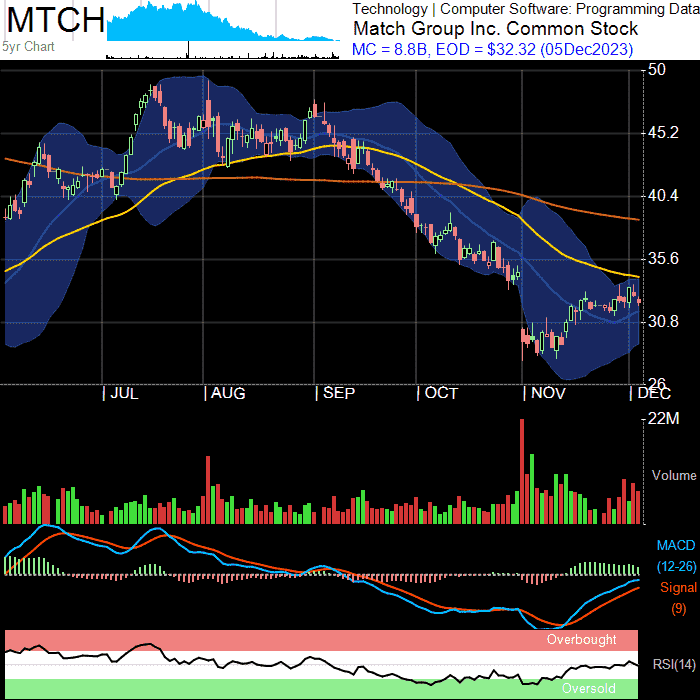 MTCH
5yr Chart
Technology | Computer Software: Programming Data
Match Group Inc. Common Stock
MC = 8.8B, EOD = $32.32 (05Dec2023)
50
45.2
40.4
35.6
30.8
26
JUL
AUG
SEP
OCT
NOV
DEC
22M
Volume
MACD
(12-26)
Signal
(9)
Overbought
RSI(14)
Oversold